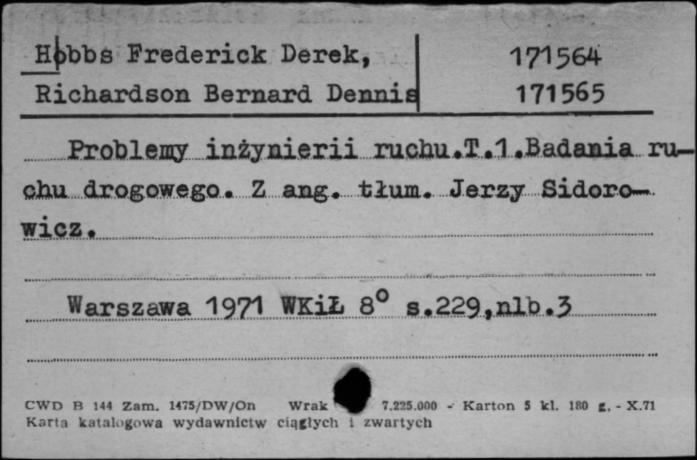 Hobbs Frederick Derek, 171564
Richardson Bernard Dennis 171565
Problemy inżynierii ruchu.T.1.Badania ru-
chu drogowego. Z ang. tłum. Jerzy Sidoro-
wicz.
Warszawa 1971 WKiŁ 8° s.229,nlb.3
CWD B 144 Zam. 1475/DW/On Wrak 7.225.000 - Karton 5 kl. 180 g. - X.71
Karta katalogowa wydawnictw ciągłych i zwartych